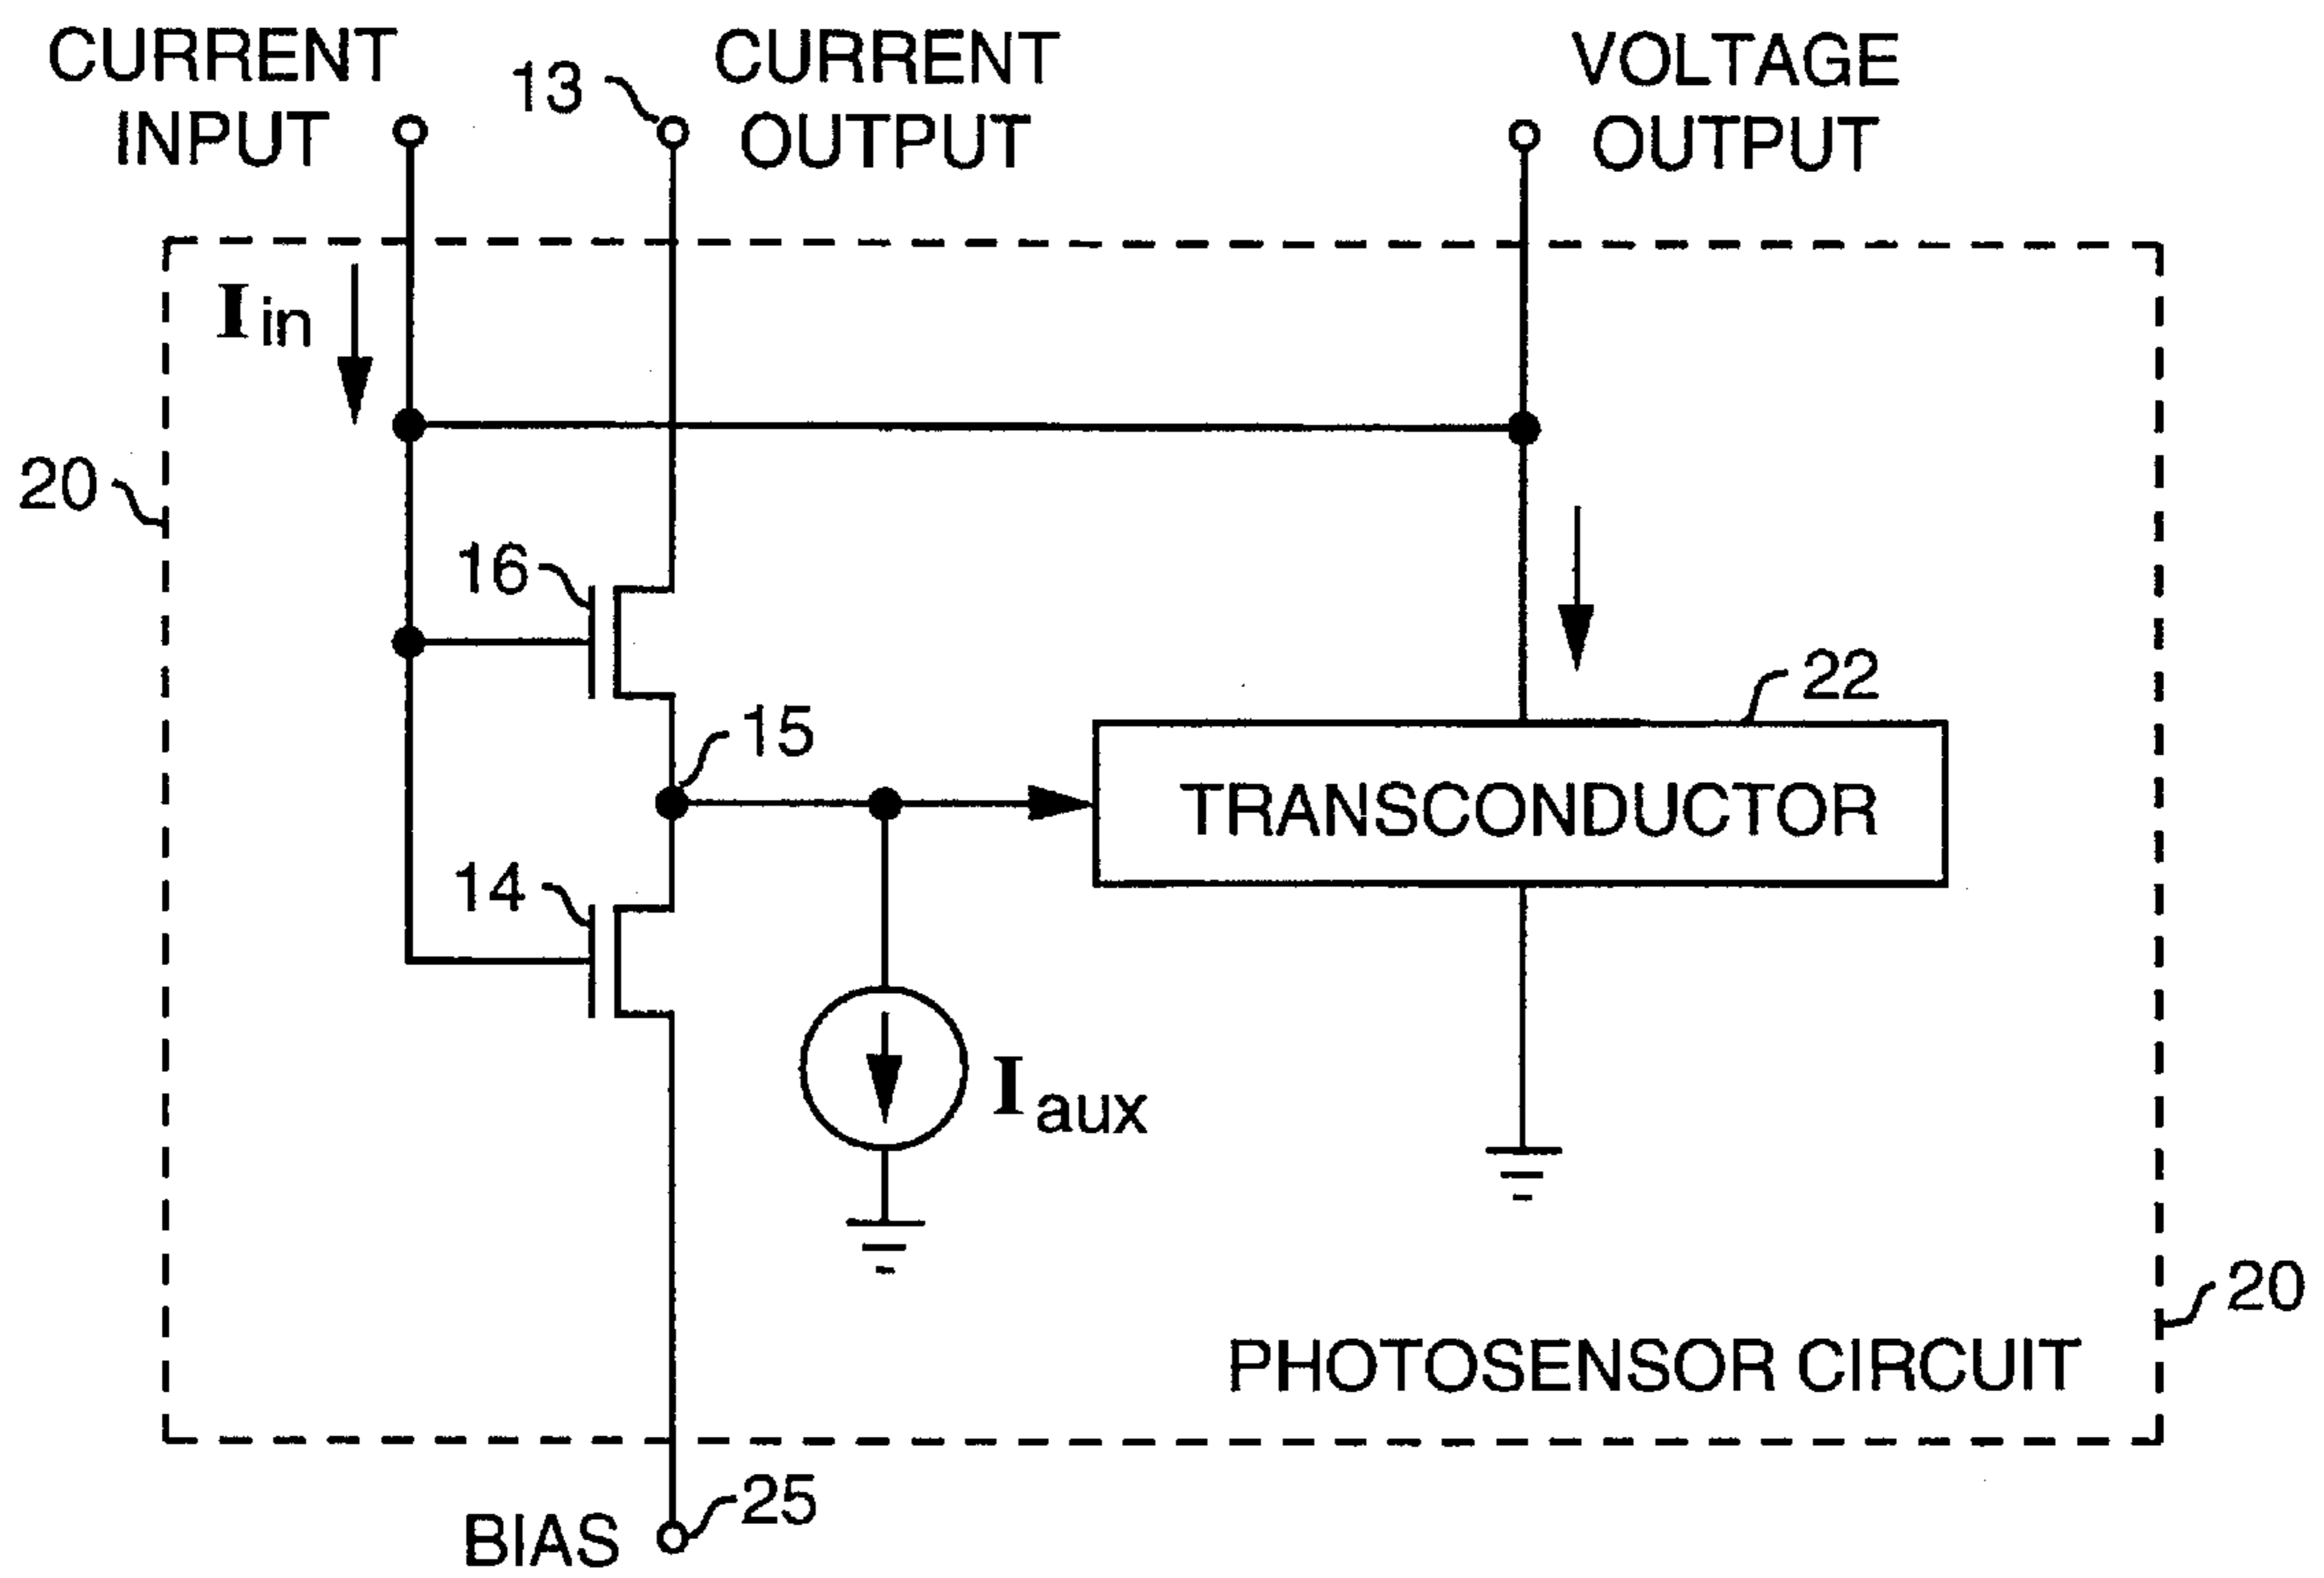 CURRENT
INPUT
13
CURRENT
OUTPUT
VOLTAGE
OUTPUT
Iin
20
16
15
22
TRANSCONDUCTOR
14
Iaux
20
PHOTOSENSOR CIRCUIT
25
BIAS